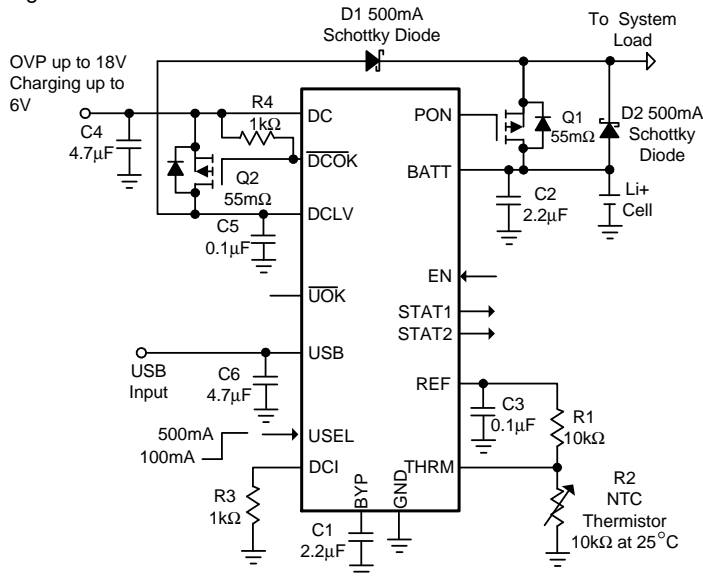 D1 500mA
Schottky Diode
To System
Load
OVP up to 18V
Charging up to
6V
C4
4.7µF
R4
1kΩ
DC
DCOK
Q2
55mΩ
DCLV
C5
0.1µF
UOK
USB
Input
USB
C6
4.7µF
500mA
100mA
USEL
DCI
R3
1kΩ
BYP
GND
C1
2.2µF
PON
Q1
55mΩ
D2 500mA
Schottky
Diode
BATT
C2
2.2µF
Li+
Cell
EN
STAT1
STAT2
REF
C3
0.1µF
R1
10kΩ
THRM
R2
NTC
Thermistor
10kΩ at 25°C